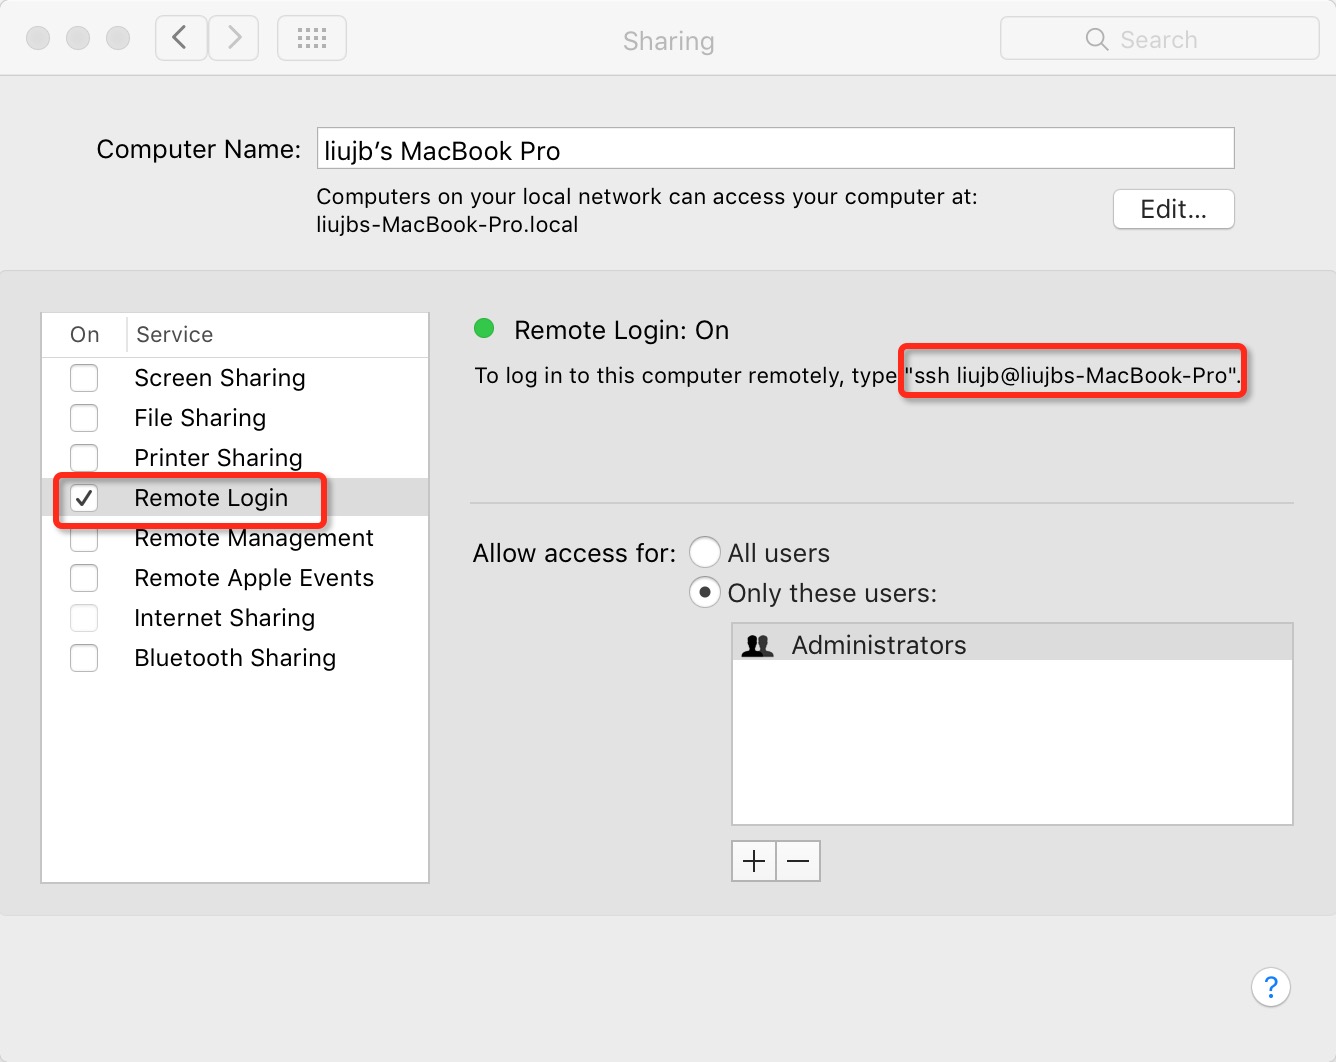 Sharing
Search
Computer Name:
liujb’s MacBook Pro
Computers on your local network can access your computer at:
liujbs-MacBook-Pro.local
Edit...
On Service
Screen Sharing
File Sharing
Printer Sharing
Remote Login
Remote Management
Remote Apple Events
Internet Sharing
Bluetooth Sharing
Remote Login: On
To log in to this computer remotely, type "ssh liujb@liujbs-MacBook-Pro".
Allow access for:
All users
Only these users:
Administrators
?